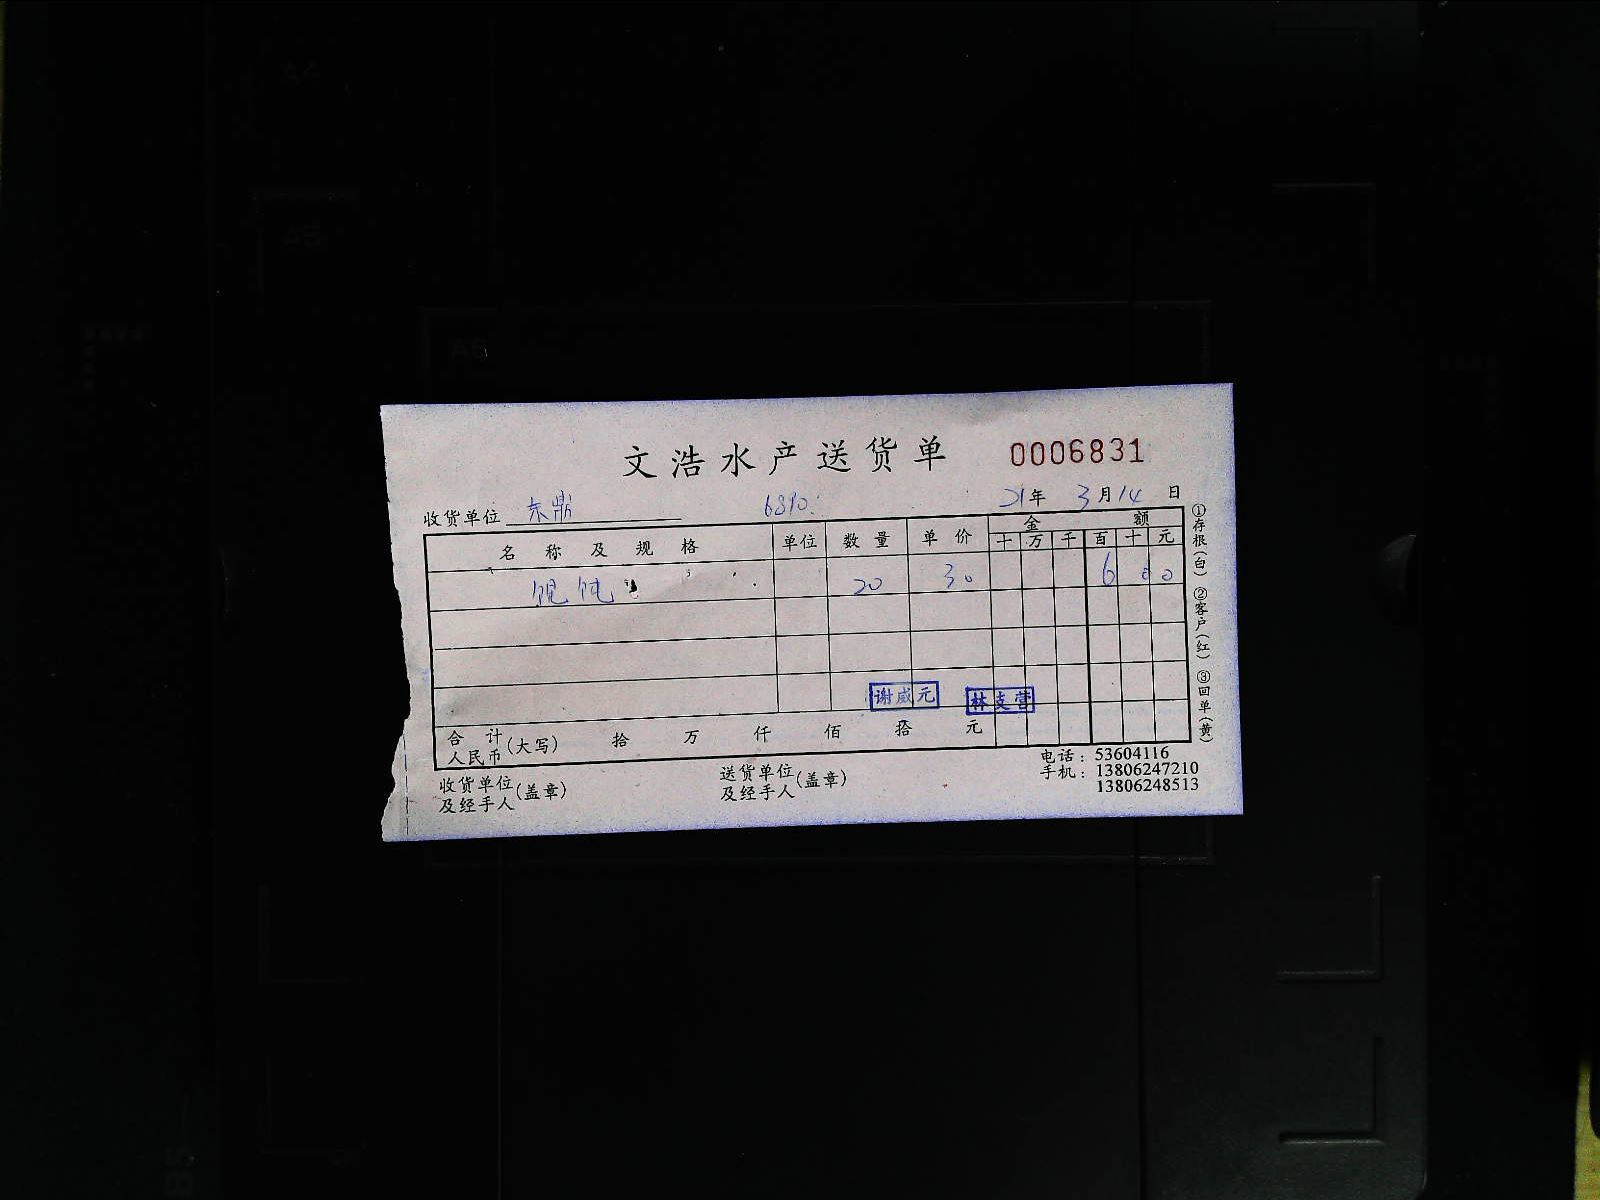 文浩水产送货单 0006831
收货单位 东鼎 6890. 21年 3月14日
名称及规格 单位 数量 单价 金额
十 万 千 百 十 元
馄饨 20 30 6 0 0
谢威元 林支营
合计人民币(大写) 拾 万 仟 佰 拾 元
收货单位及经手人(盖章) 送货单位及经手人(盖章)
电话：53604116
手机：13806247210
13806248513
①存根(白) ②客户(红) ③回单(黄)